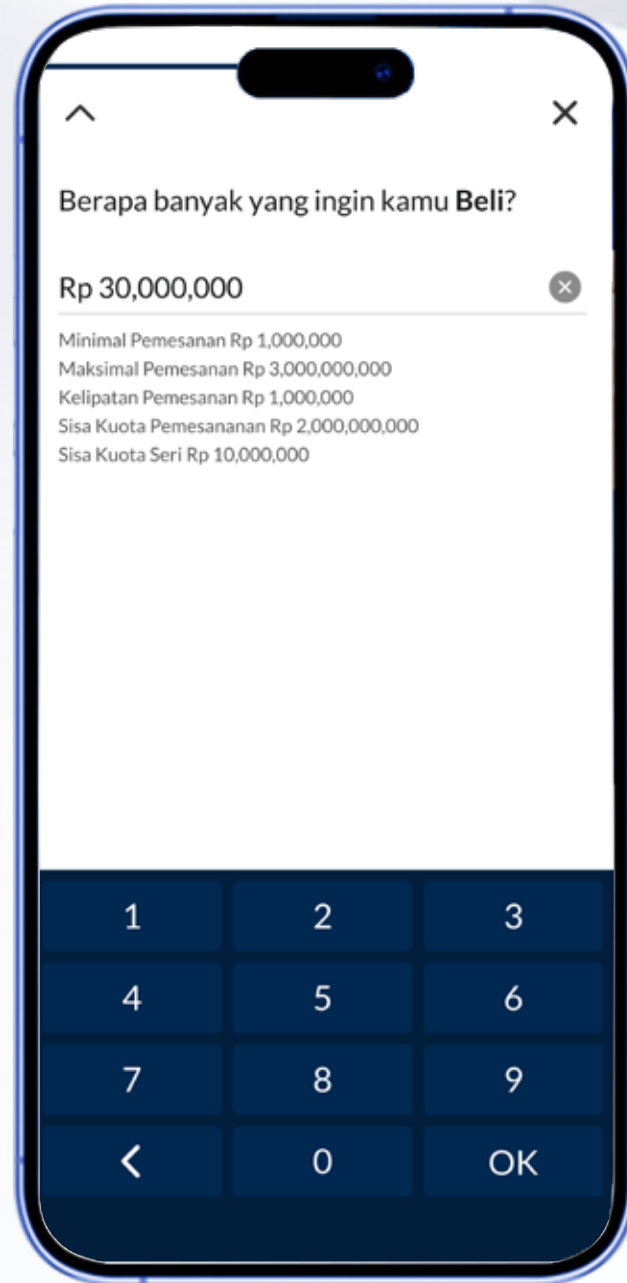 Berapa banyak yang ingin kamu Beli?
Rp 30,000,000
Minimal Pemesanan Rp 1,000,000
Maksimal Pemesanan Rp 3,000,000,000
Kelipatan Pemesanan Rp 1,000,000
Sisa Kuota Pemesananan Rp 2,000,000,000
Sisa Kuota Seri Rp 10,000,000
1 2 3
4 5 6
7 8 9
0 OK